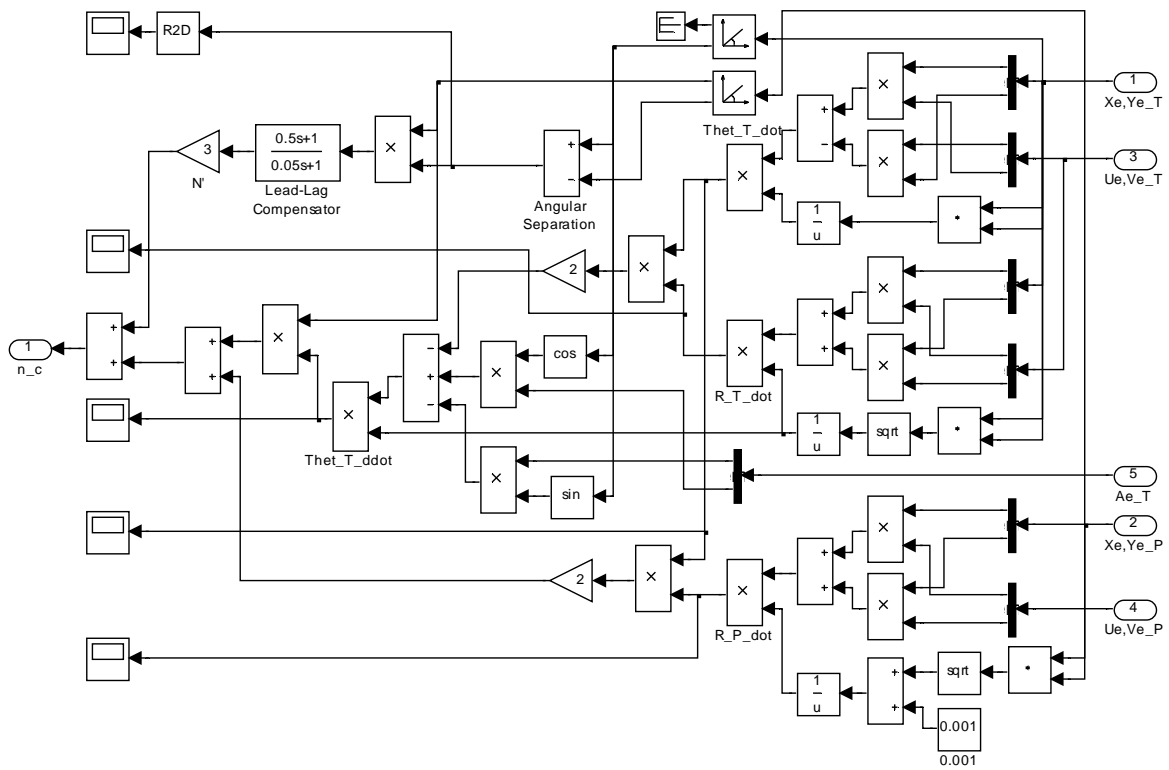 R2D
1
Xe,Ye_T
×
+
−
Thet_T_dot
3
N'
0.5s+1
0.05s+1
Lead-Lag
Compensator
×
+
−
Angular
Separation
×
×
3
Ue,Ve_T
1
u
*
2
×
×
+
+
×
×
R_T_dot
1
n_c
+
+
+
+
×
−
+
−
×
cos
×
Thet_T_ddot
1
u
sqrt
*
×
sin
5
Ae_T
×
2
Xe,Ye_P
2
×
×
R_P_dot
+
+
×
4
Ue,Ve_P
1
u
+
+
sqrt
*
0.001
0.001